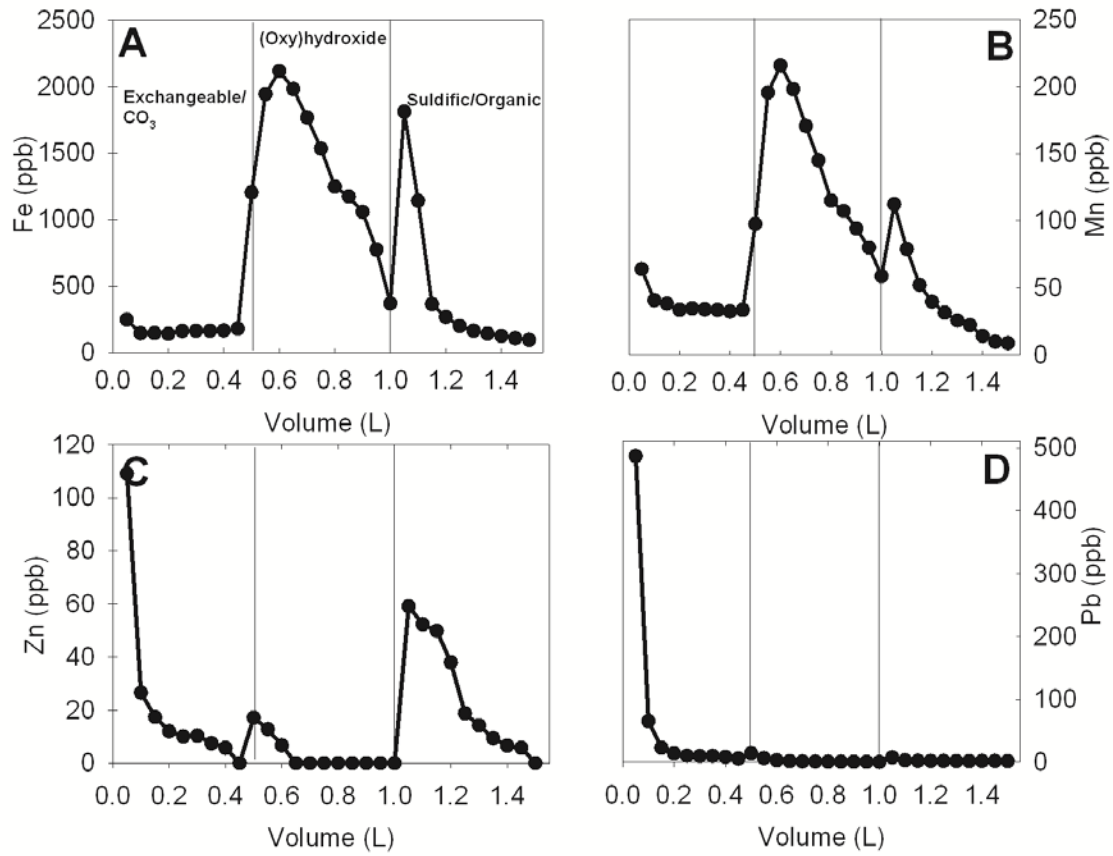 A
(Oxy)hydroxide
Exchangeable/
CO₃
Suldific/Organic
Fe (ppb)
2500
2000
1500
1000
500
0
0.0 0.2 0.4 0.6 0.8 1.0 1.2 1.4
Volume (L)
B
Mn (ppb)
250
200
150
100
50
0
0.0 0.2 0.4 0.6 0.8 1.0 1.2 1.4
Volume (L)
C
Zn (ppb)
120
100
80
60
40
20
0
0.0 0.2 0.4 0.6 0.8 1.0 1.2 1.4
Volume (L)
D
Pb (ppb)
500
400
300
200
100
0
0.0 0.2 0.4 0.6 0.8 1.0 1.2 1.4
Volume (L)